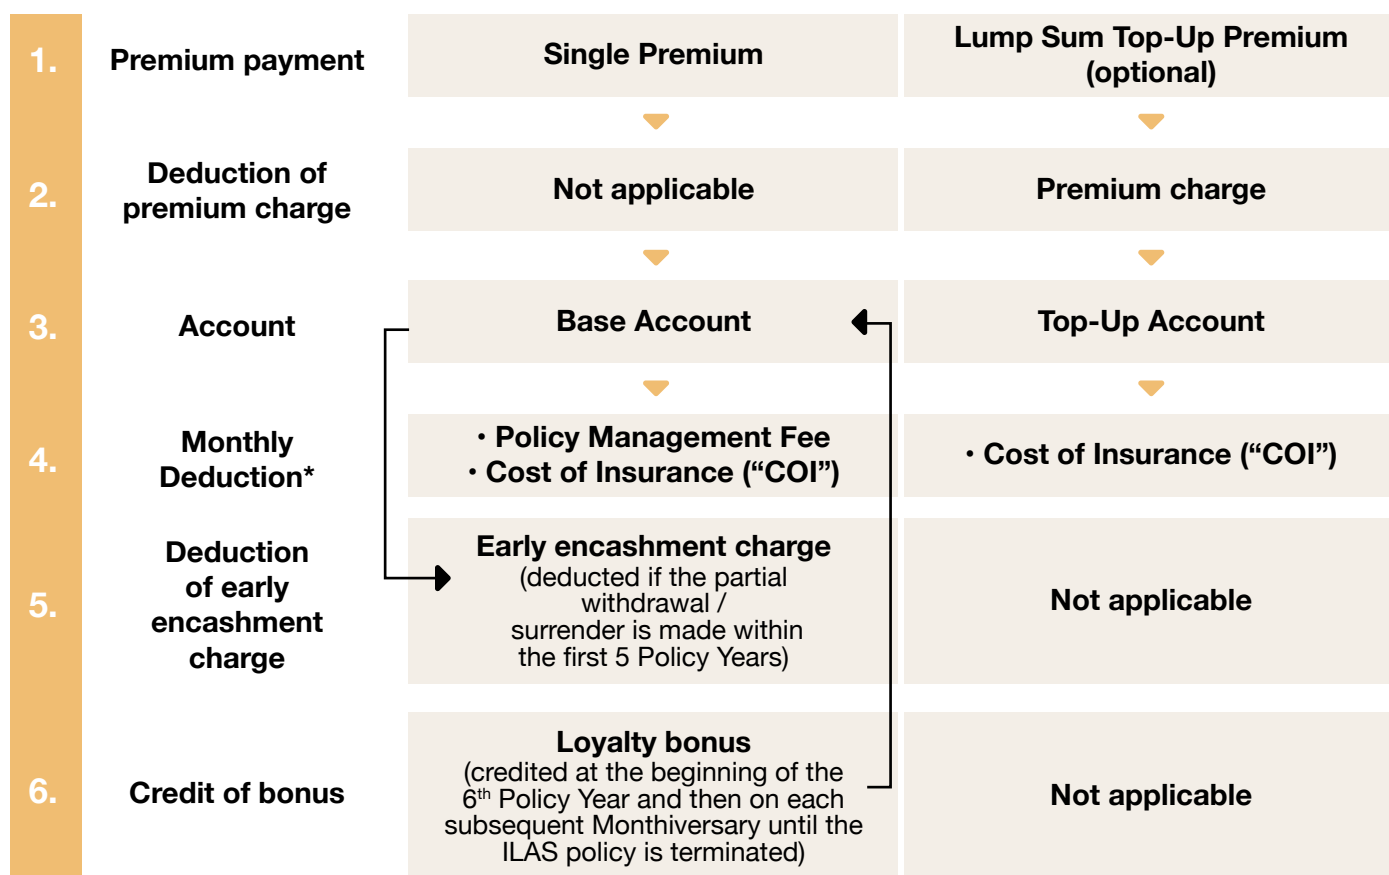 1.
Premium payment
Single Premium
Lump Sum Top-Up Premium
(optional)
2.
Deduction of
premium charge
Not applicable
Premium charge
3.
Account
Base Account
Top-Up Account
4.
Monthly
Deduction*
• Policy Management Fee
• Cost of Insurance (“COI”)
• Cost of Insurance (“COI”)
5.
Deduction
of early
encashment
charge
Early encashment charge
(deducted if the partial
withdrawal /
surrender is made within
the first 5 Policy Years)
Not applicable
6.
Credit of bonus
Loyalty bonus
(credited at the beginning of the
6th Policy Year and then on each
subsequent Monthiversary until the
ILAS policy is terminated)
Not applicable